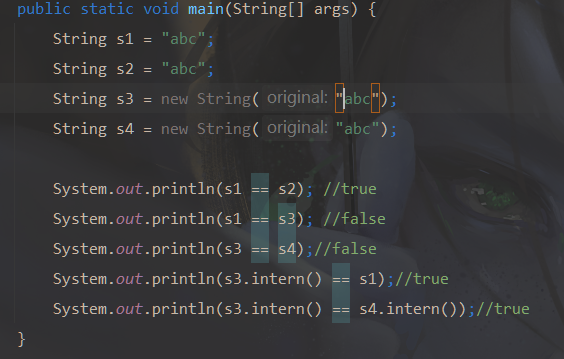 public static void main(String[] args) {
String s1 = "abc";
String s2 = "abc";
String s3 = new String( original: "abc");
String s4 = new String( original: "abc");
System.out.println(s1 == s2); //true
System.out.println(s1 == s3); //false
System.out.println(s3 == s4);//false
System.out.println(s3.intern() == s1);//true
System.out.println(s3.intern() == s4.intern());//true
}